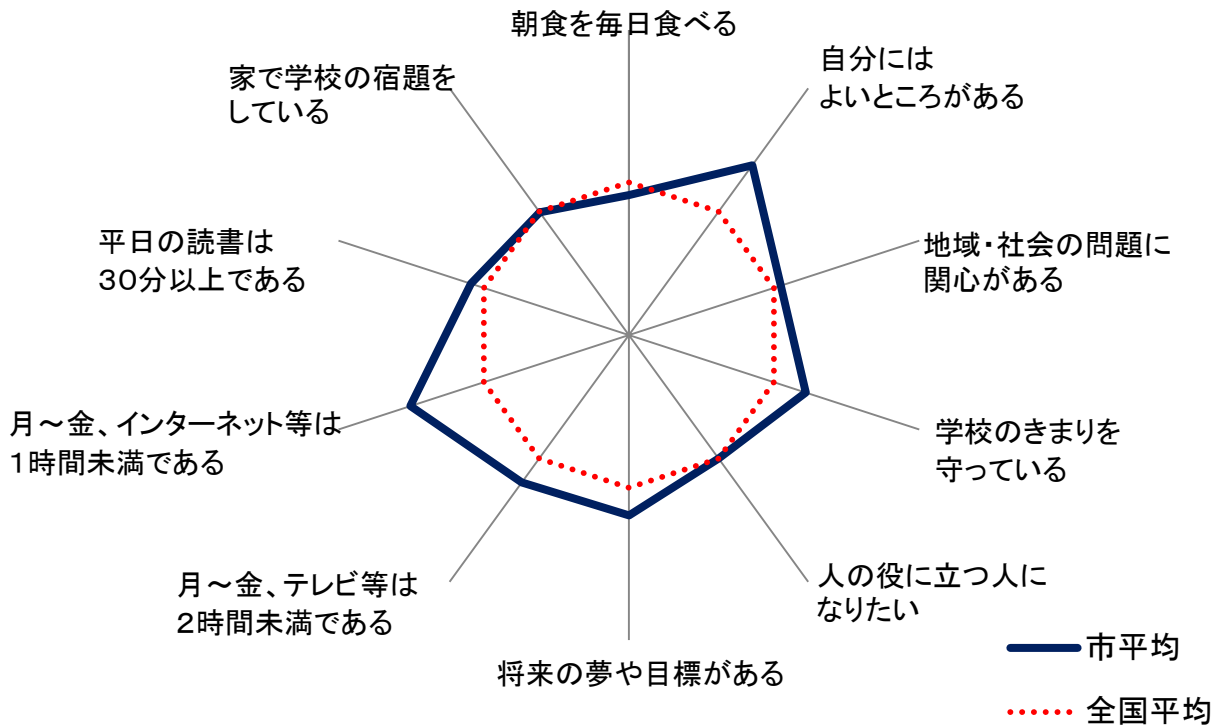 朝食を毎日食べる
自分には
よいところがある
地域・社会の問題に
関心がある
学校のきまりを
守っている
人の役に立つ人に
なりたい
将来の夢や目標がある
月～金、テレビ等は
２時間未満である
月～金、インターネット等は
１時間未満である
平日の読書は
３０分以上である
家で学校の宿題を
している
市平均
全国平均